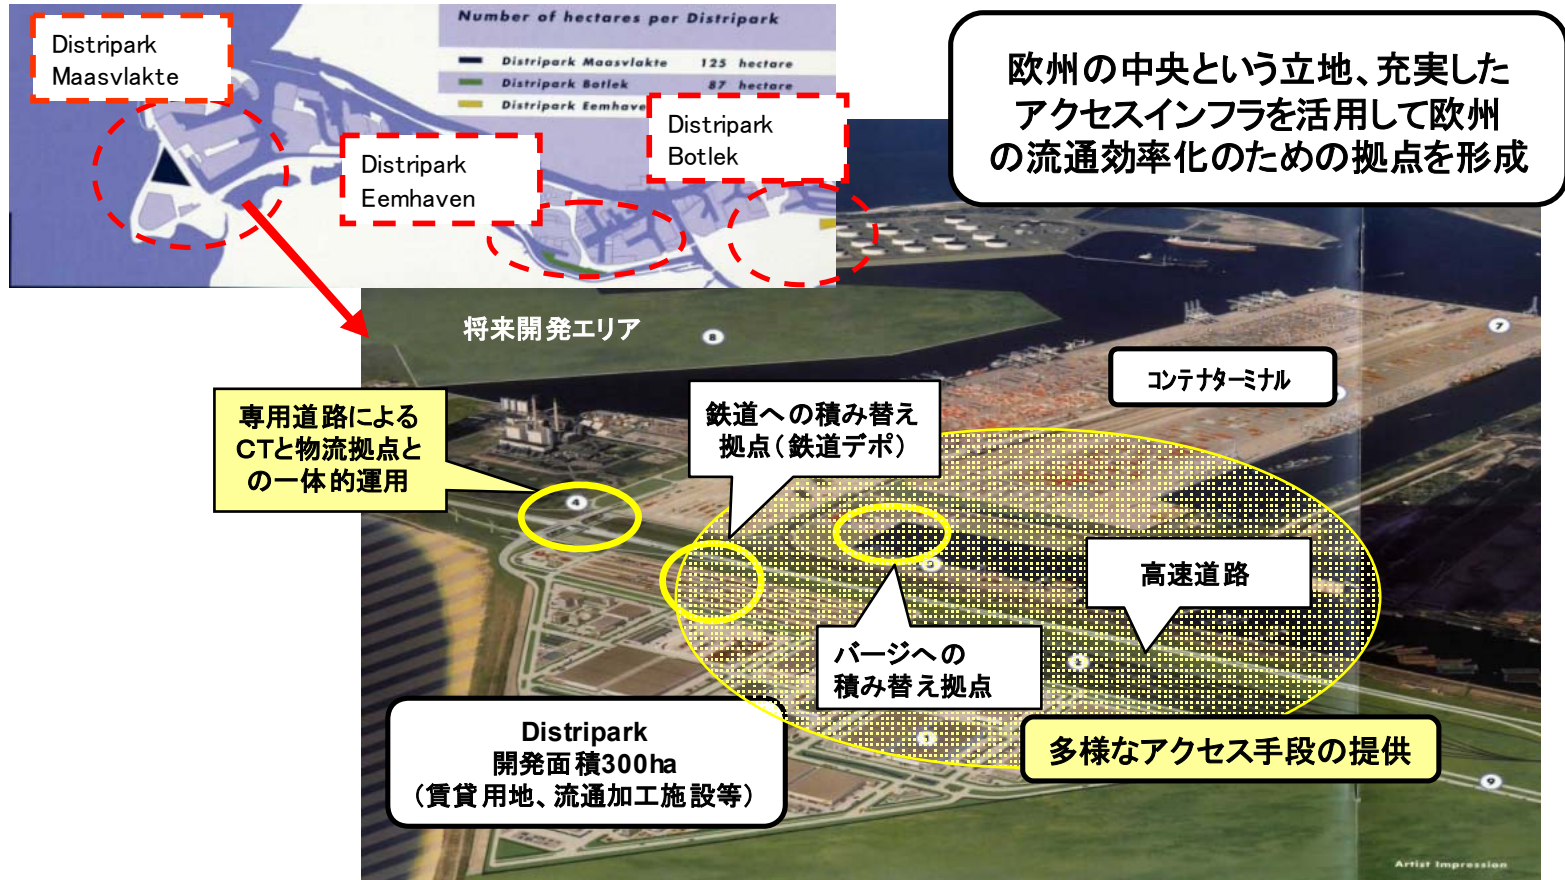 Number of hectares per Distripark
Distripark Maasvlakte 125 hectare
Distripark Botlek 87 hectare
Distripark Eemhave
Distripark
Maasvlakte
Distripark
Eemhaven
Distripark
Botlek
欧州の中央という立地、充実した
アクセスインフラを活用して欧州
の流通効率化のための拠点を形成
将来開発エリア
8
7
コンテナターミナル
専用道路による
CTと物流拠点と
の一体的運用
鉄道への積み替え
拠点(鉄道デポ)
4
3
高速道路
バージへの
積み替え拠点
2
1
Distripark
開発面積300ha
(賃貸用地、流通加工施設等)
多様なアクセス手段の提供
9
Artist Impression